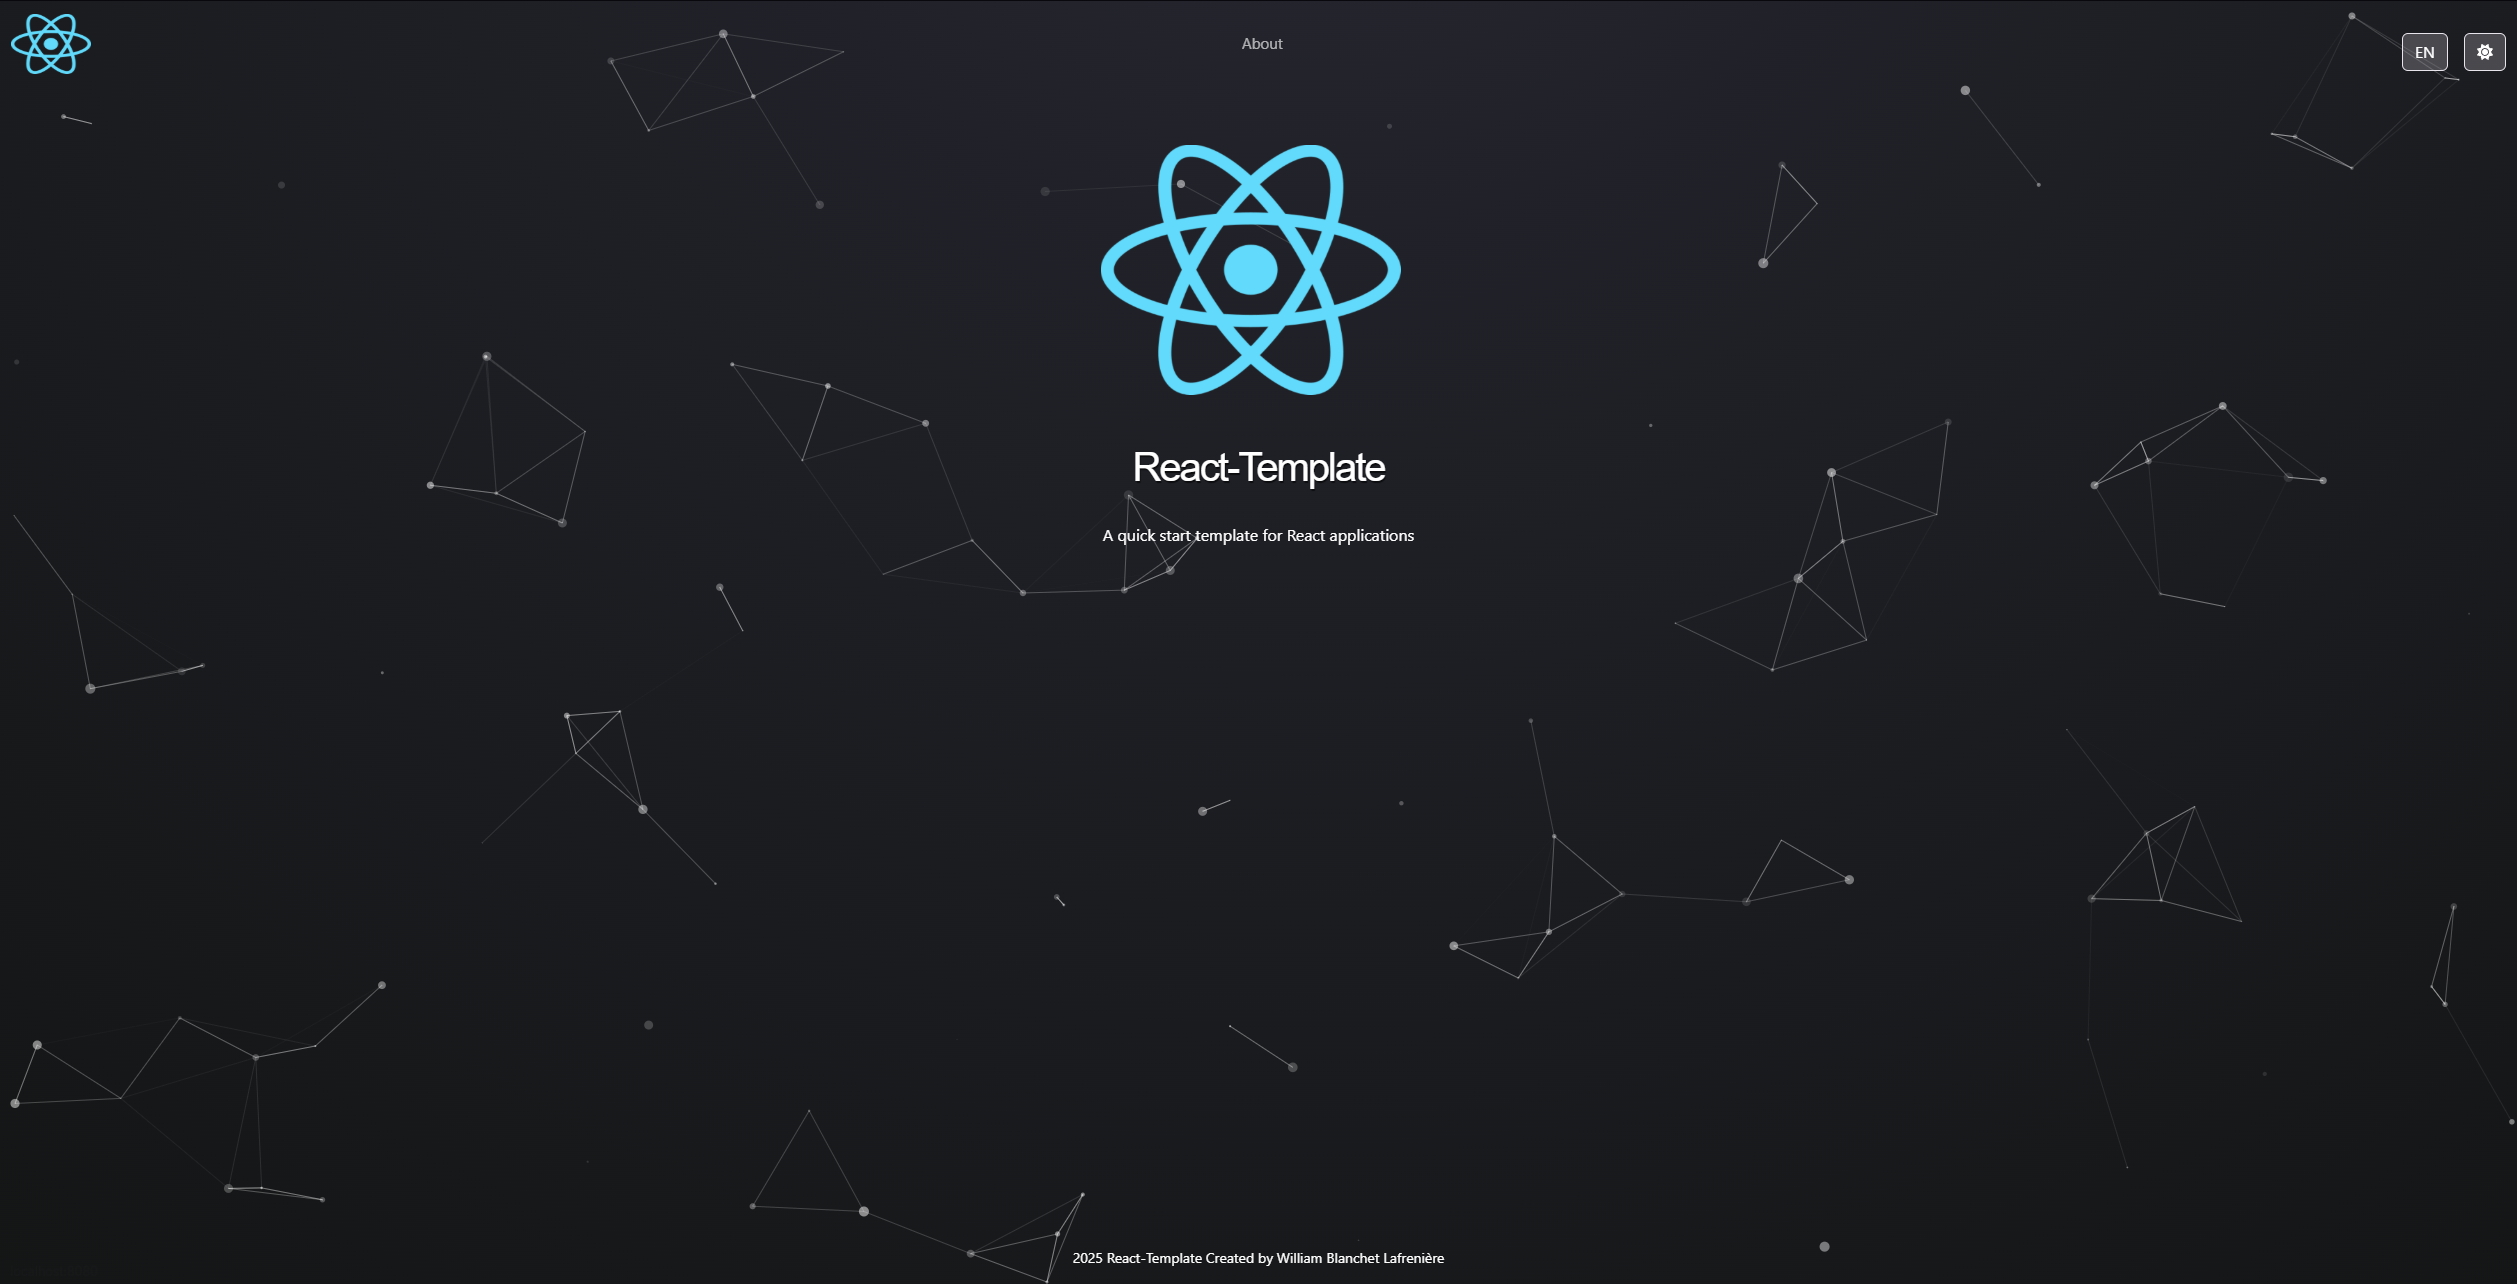 About
EN
React-Template
A quick start template for React applications
2025 React-Template Created by William Blanchet Lafrenière